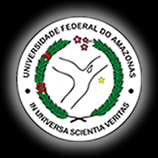 UNIVERSIDADE FEDERAL DO AMAZONAS
IN UNIVERSA SCIENTIA VERITAS